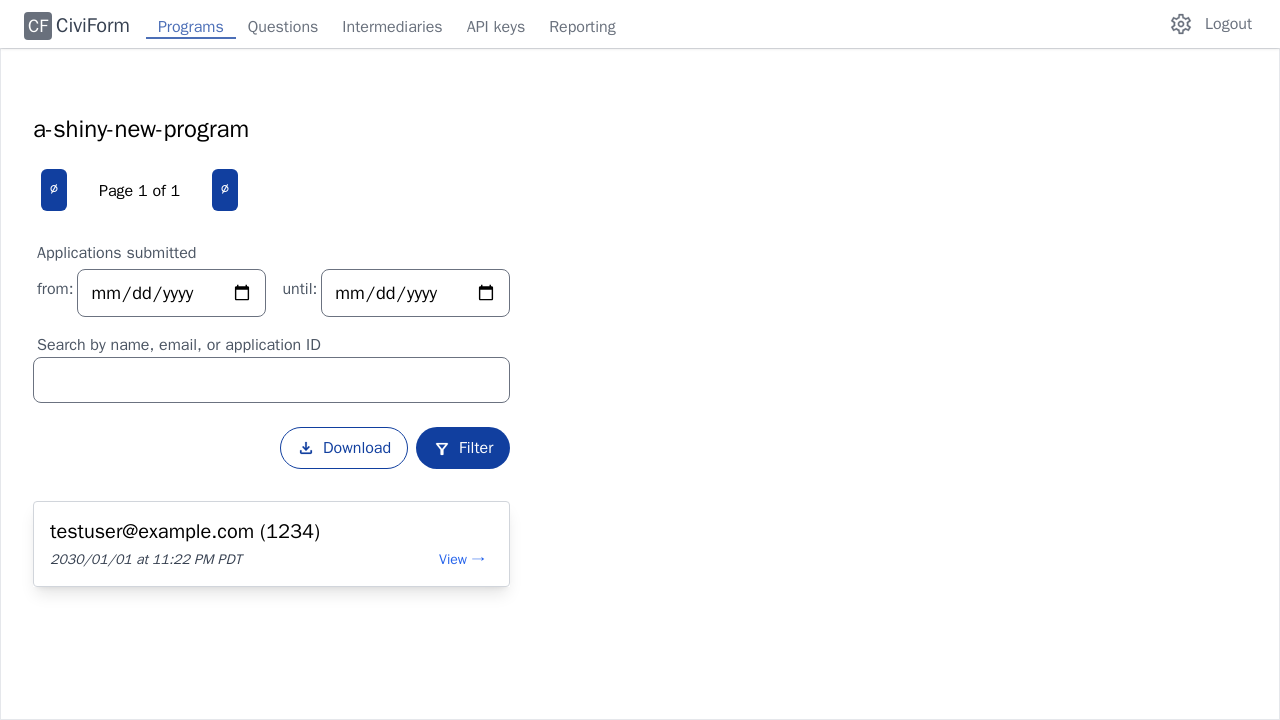 CF CiviForm Programs Questions Intermediaries API keys Reporting Logout
a-shiny-new-program
∅ Page 1 of 1 ∅
Applications submitted
from: mm/dd/yyyy until: mm/dd/yyyy
Search by name, email, or application ID
Download Filter
testuser@example.com (1234)
2030/01/01 at 11:22 PM PDT View →